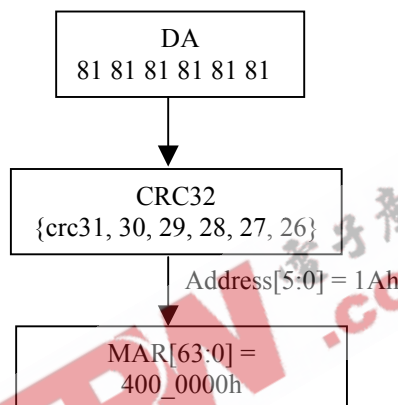 DA
81 81 81 81 81 81
CRC32
{crc31, 30, 29, 28, 27, 26}
Address[5:0] = 1Ah
MAR[63:0] =
400_0000h